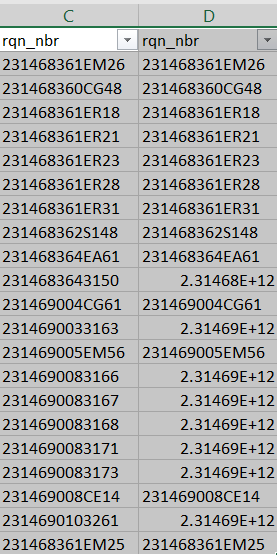 C D
rqn_nbr rqn_nbr
231468361EM26 231468361EM26
231468360CG48 231468360CG48
231468361ER18 231468361ER18
231468361ER21 231468361ER21
231468361ER23 231468361ER23
231468361ER28 231468361ER28
231468361ER31 231468361ER31
231468362S148 231468362S148
231468364EA61 231468364EA61
2314683643150 2.31468E+12
231469004CG61 231469004CG61
2314690033163 2.31469E+12
231469005EM56 231469005EM56
2314690083166 2.31469E+12
2314690083167 2.31469E+12
2314690083168 2.31469E+12
2314690083171 2.31469E+12
2314690083173 2.31469E+12
231469008CE14 231469008CE14
2314690103261 2.31469E+12
231468361EM25 231468361EM25